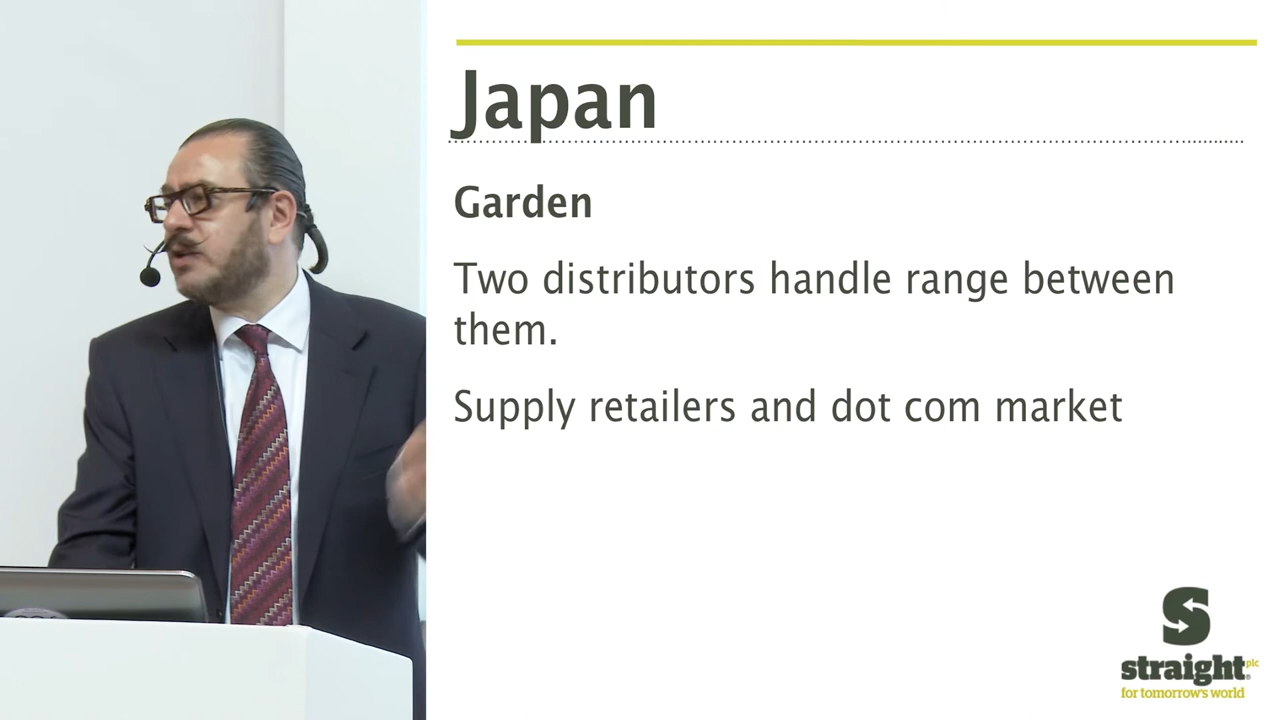 Japan
Garden
Two distributors handle range between
them.
Supply retailers and dot com market
straight plc
for tomorrow's world